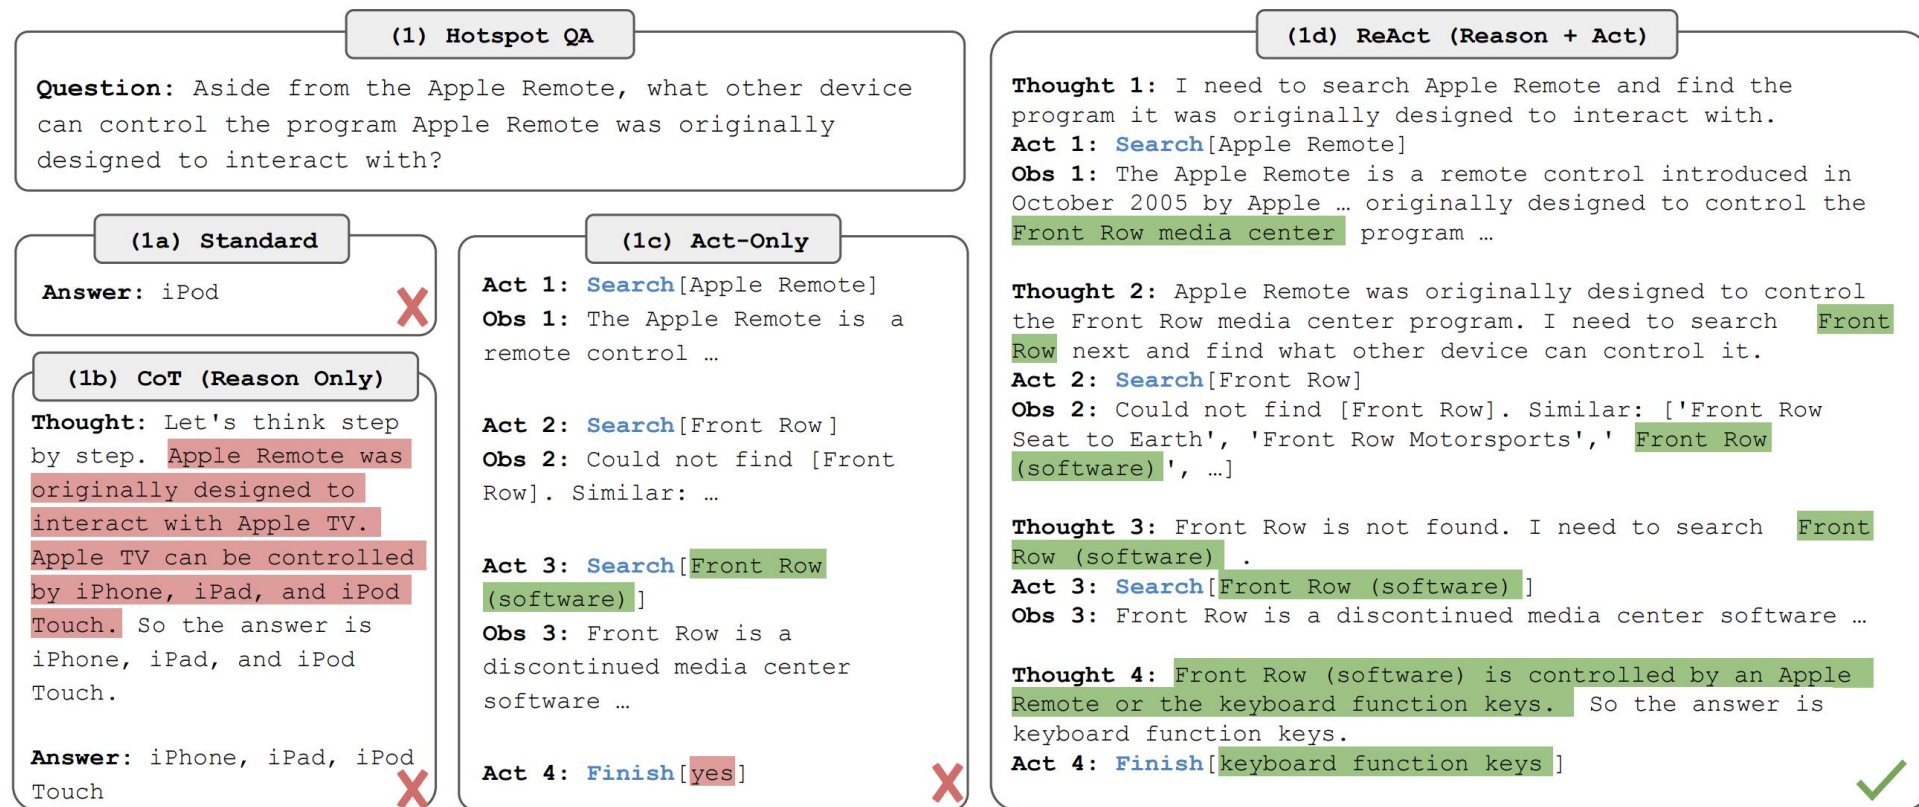 (1) Hotspot QA
Question: Aside from the Apple Remote, what other device
can control the program Apple Remote was originally
designed to interact with?
(1a) Standard
Answer: iPod
(1b) CoT (Reason Only)
Thought: Let's think step
by step. Apple Remote was
originally designed to
interact with Apple TV.
Apple TV can be controlled
by iPhone, iPad, and iPod
Touch. So the answer is
iPhone, iPad, and iPod
Touch.
Answer: iPhone, iPad, iPod
Touch
(1c) Act-Only
Act 1: Search[Apple Remote]
Obs 1: The Apple Remote is a
remote control …
Act 2: Search[Front Row]
Obs 2: Could not find [Front
Row]. Similar: …
Act 3: Search[Front Row
(software)]
Obs 3: Front Row is a
discontinued media center
software …
Act 4: Finish[yes]
(1d) ReAct (Reason + Act)
Thought 1: I need to search Apple Remote and find the
program it was originally designed to interact with.
Act 1: Search[Apple Remote]
Obs 1: The Apple Remote is a remote control introduced in
October 2005 by Apple … originally designed to control the
Front Row media center program …
Thought 2: Apple Remote was originally designed to control
the Front Row media center program. I need to search Front
Row next and find what other device can control it.
Act 2: Search[Front Row]
Obs 2: Could not find [Front Row]. Similar: ['Front Row
Seat to Earth', 'Front Row Motorsports',' Front Row
(software)', …]
Thought 3: Front Row is not found. I need to search Front
Row (software) .
Act 3: Search[Front Row (software)]
Obs 3: Front Row is a discontinued media center software …
Thought 4: Front Row (software) is controlled by an Apple
Remote or the keyboard function keys. So the answer is
keyboard function keys.
Act 4: Finish[keyboard function keys]